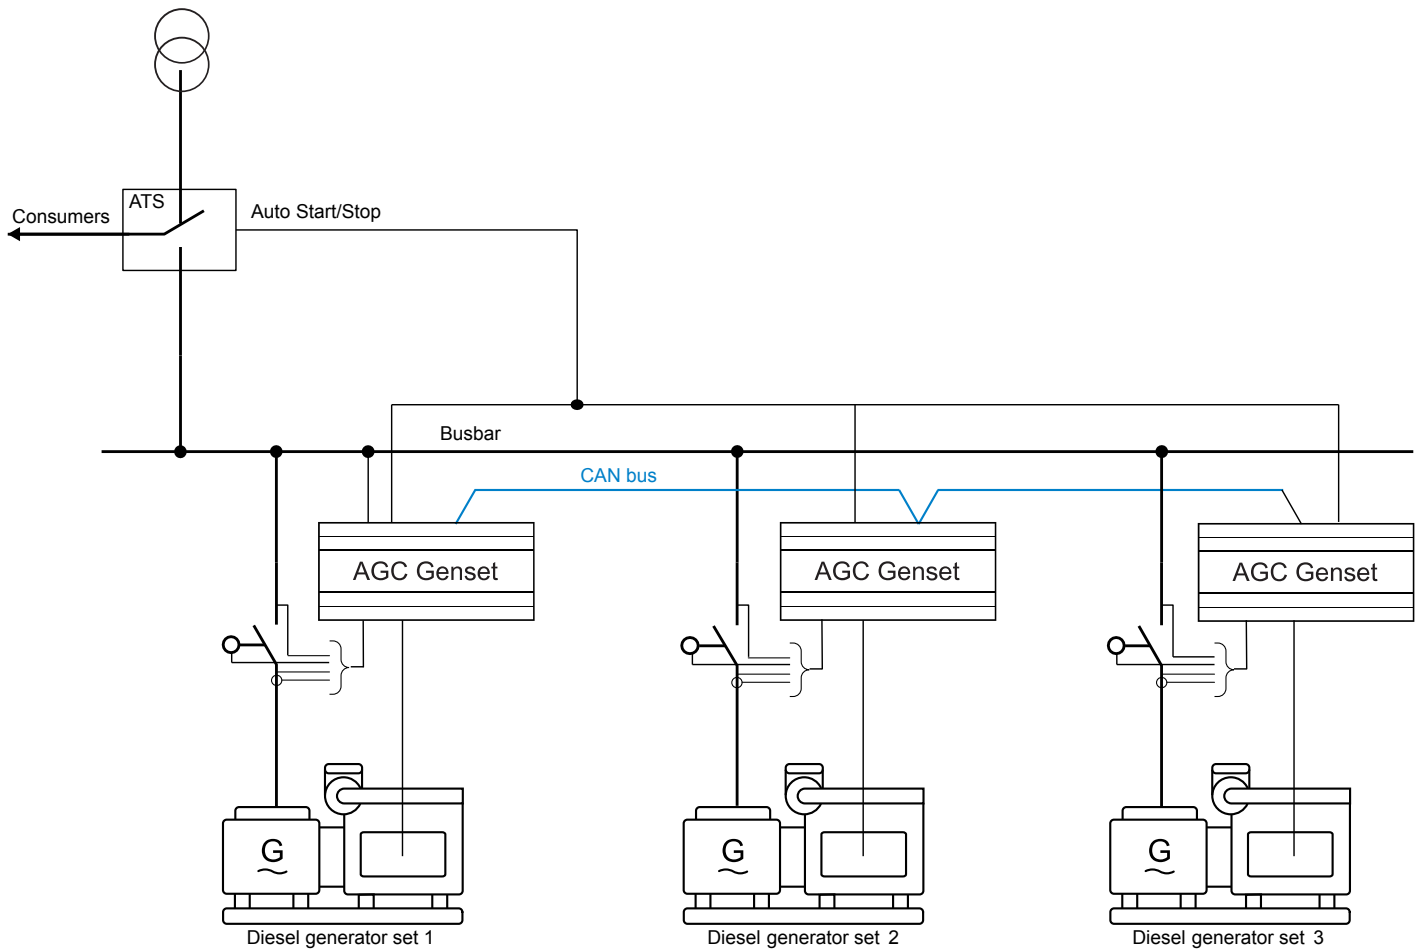 ATS
Consumers
Auto Start/Stop
Busbar
CAN bus
AGC Genset
AGC Genset
AGC Genset
G
G
G
Diesel generator set 1
Diesel generator set 2
Diesel generator set 3